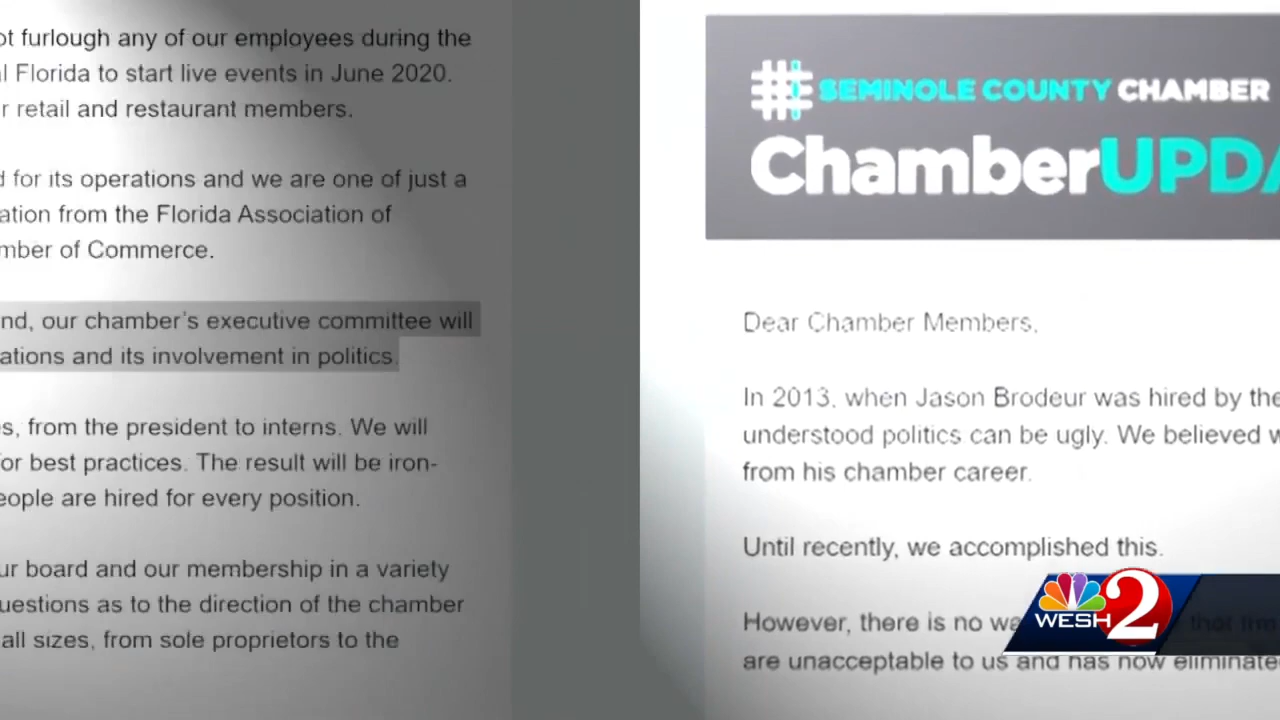 ot furlough any of our employees during the
l Florida to start live events in June 2020.
r retail and restaurant members.
d for its operations and we are one of just a
ation from the Florida Association of
mber of Commerce.
nd, our chamber's executive committee will
ations and its involvement in politics.
s, from the president to interns. We will
or best practices. The result will be iron-
eople are hired for every position.
ur board and our membership in a variety
uestions as to the direction of the chamber
all sizes, from sole proprietors to the
# SEMINOLE COUNTY CHAMBER
ChamberUPDA
Dear Chamber Members,
In 2013, when Jason Brodeur was hired by the
understood politics can be ugly. We believed w
from his chamber career.
Until recently, we accomplished this.
However, there is no wa that
are unacceptable to us and has now eliminate
WESH 2